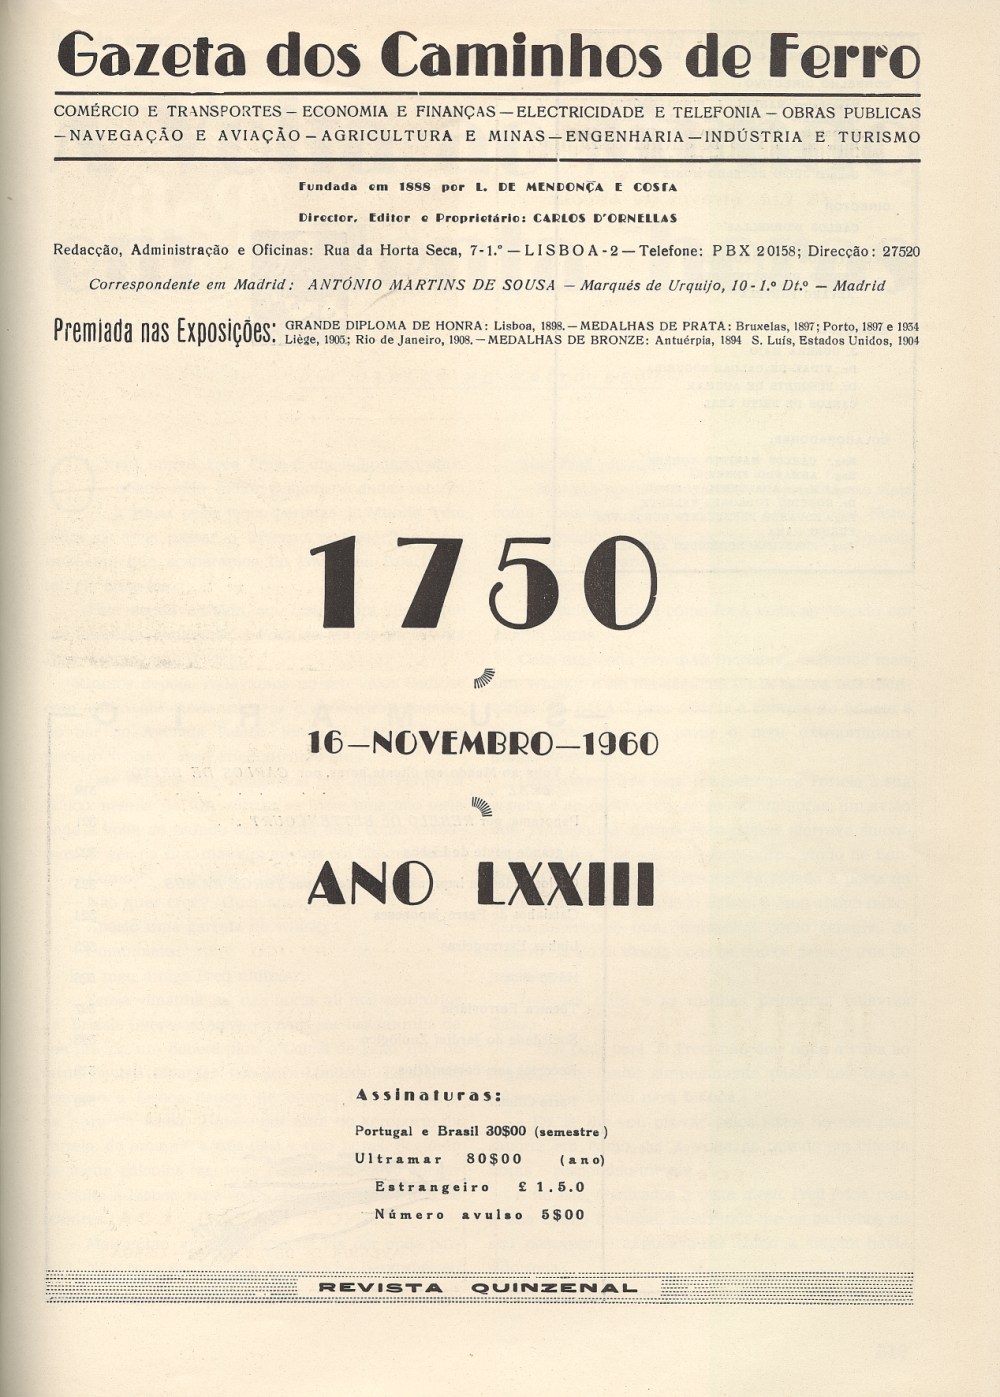 Gazeta dos Caminhos de Ferro
COMÉRCIO E TRANSPORTES — ECONOMIA E FINANÇAS — ELECTRICIDADE E TELEFONIA — OBRAS PUBLICAS
— NAVEGAÇÃO E AVIAÇÃO — AGRICULTURA E MINAS — ENGENHARIA — INDÚSTRIA E TURISMO
Fundada em 1888 por L. DE MENDONÇA E COSTA
Director, Editor e Proprietário: CARLOS D'ORNELLAS
Redacção, Administração e Oficinas: Rua da Horta Seca, 7-1.º — LISBOA-2 — Telefone: PBX 20158; Direcção: 27520
Correspondente em Madrid: ANTÓNIO MARTINS DE SOUSA — Marqués de Urquijo, 10-1.º Dt.º — Madrid
Premiada nas Exposições: GRANDE DIPLOMA DE HONRA: Lisboa, 1898. — MEDALHAS DE PRATA: Bruxelas, 1897; Porto, 1897 e 1934
Liège, 1905; Rio de Janeiro, 1908. — MEDALHAS DE BRONZE: Antuérpia, 1894 S. Luís, Estados Unidos, 1904
1750
16—NOVEMBRO—1960
ANO LXXIII
Assinaturas:
Portugal e Brasil 30$00 (semestre)
Ultramar 80$00 (ano)
Estrangeiro £ 1.5.0
Número avulso 5$00
REVISTA QUINZENAL